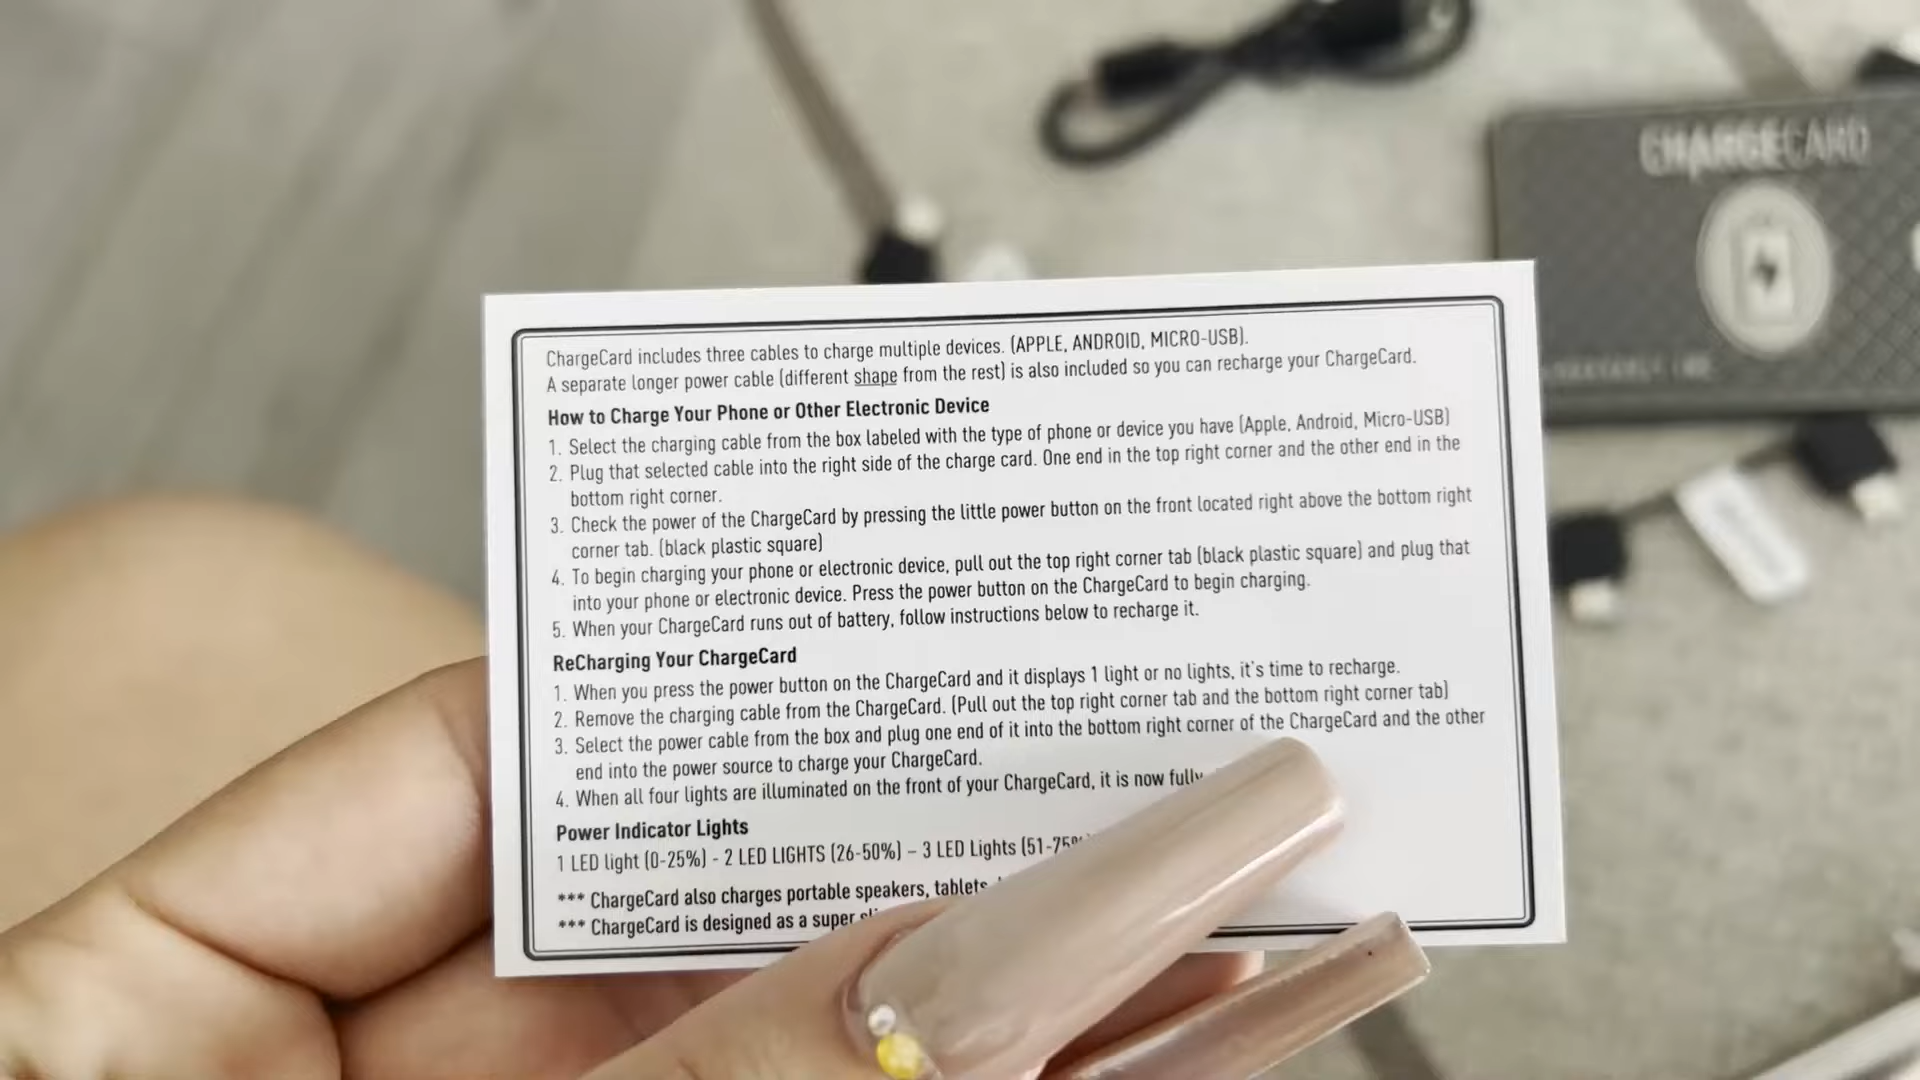 CHARGECARD
ChargeCard includes three cables to charge multiple devices. (APPLE, ANDROID, MICRO-USB).
A separate longer power cable (different shape from the rest) is also included so you can recharge your ChargeCard.
How to Charge Your Phone or Other Electronic Device
1. Select the charging cable from the box labeled with the type of phone or device you have (Apple, Android, Micro-USB)
2. Plug that selected cable into the right side of the charge card. One end in the top right corner and the other end in the
bottom right corner.
3. Check the power of the ChargeCard by pressing the little power button on the front located right above the bottom right
corner tab. (black plastic square)
4. To begin charging your phone or electronic device, pull out the top right corner tab (black plastic square) and plug that
into your phone or electronic device. Press the power button on the ChargeCard to begin charging.
5. When your ChargeCard runs out of battery, follow instructions below to recharge it.
ReCharging Your ChargeCard
1. When you press the power button on the ChargeCard and it displays 1 light or no lights, it's time to recharge.
2. Remove the charging cable from the ChargeCard. (Pull out the top right corner tab and the bottom right corner tab)
3. Select the power cable from the box and plug one end of it into the bottom right corner of the ChargeCard and the other
end into the power source to charge your ChargeCard.
4. When all four lights are illuminated on the front of your ChargeCard, it is now fully
Power Indicator Lights
1 LED light (0-25%) - 2 LED LIGHTS (26-50%) – 3 LED Lights (51-75%
*** ChargeCard also charges portable speakers, tablets
*** ChargeCard is designed as a super